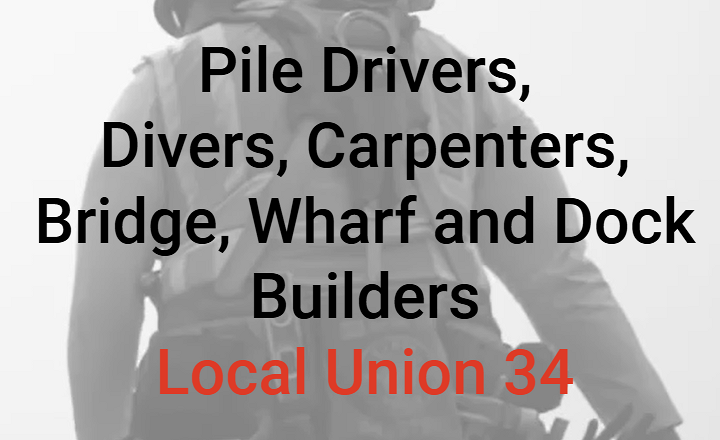 Pile Drivers,
Divers, Carpenters,
Bridge, Wharf and Dock
Builders
Local Union 34